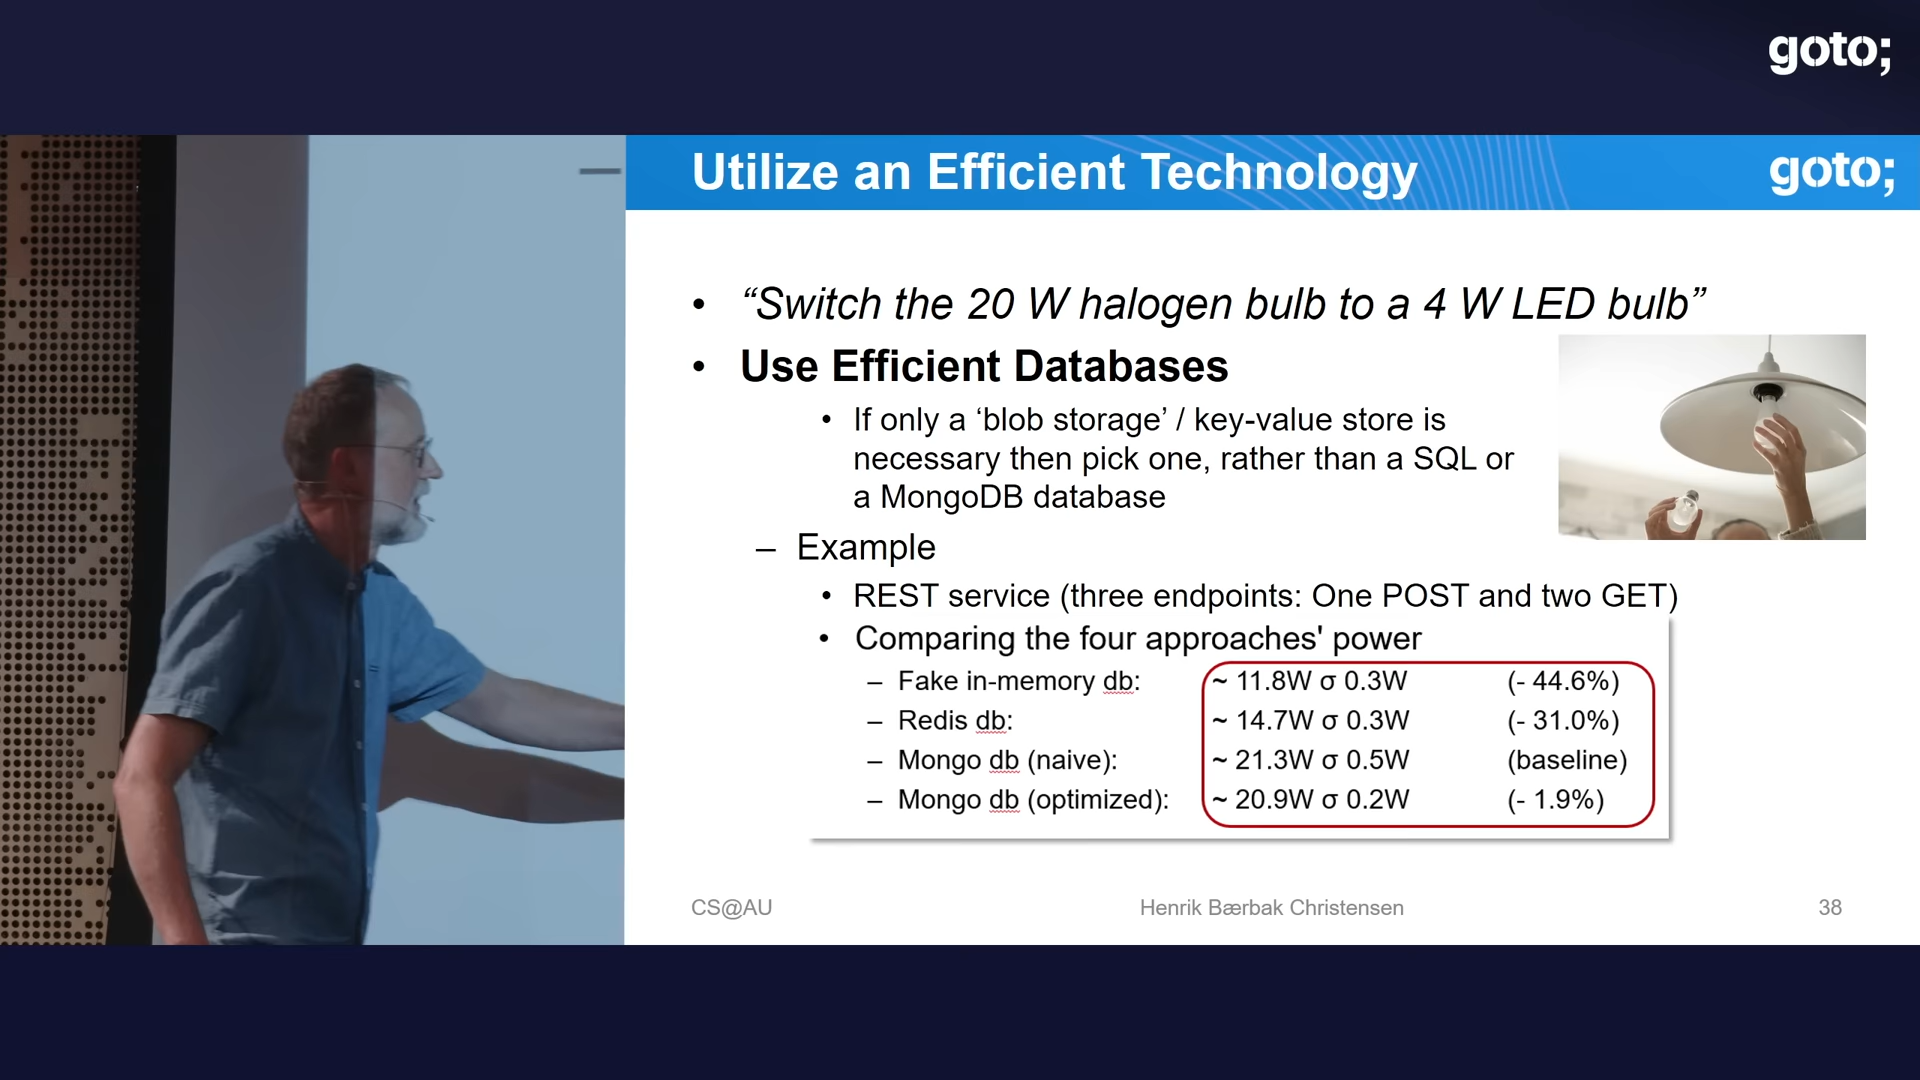 goto;
Utilize an Efficient Technology
goto;
• “Switch the 20 W halogen bulb to a 4 W LED bulb”
• Use Efficient Databases
• If only a ‘blob storage’ / key-value store is
necessary then pick one, rather than a SQL or
a MongoDB database
– Example
• REST service (three endpoints: One POST and two GET)
• Comparing the four approaches' power
– Fake in-memory db: ~ 11.8W σ 0.3W (- 44.6%)
– Redis db: ~ 14.7W σ 0.3W (- 31.0%)
– Mongo db (naive): ~ 21.3W σ 0.5W (baseline)
– Mongo db (optimized): ~ 20.9W σ 0.2W (- 1.9%)
CS@AU Henrik Bærbak Christensen 38